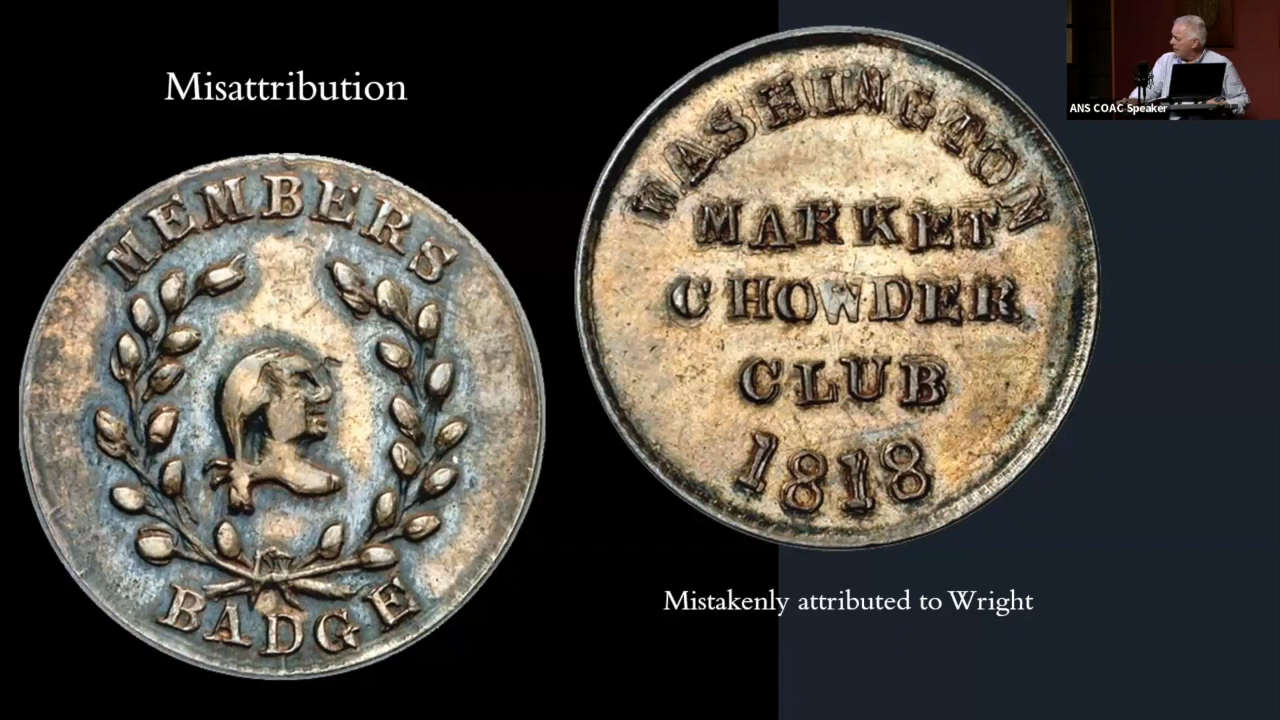 Misattribution
MEMBERS
BADGE
WASHINGTON
MARKET
CHOWDER
CLUB
1818
Mistakenly attributed to Wright
ANS COAC Speaker